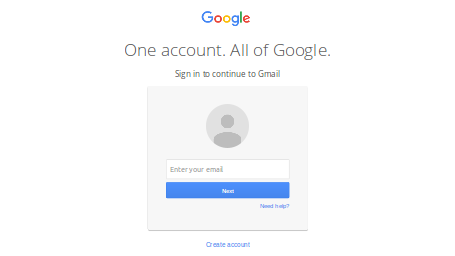 Google
One account. All of Google.
Sign in to continue to Gmail
Enter your email
Next
Need help?
Create account